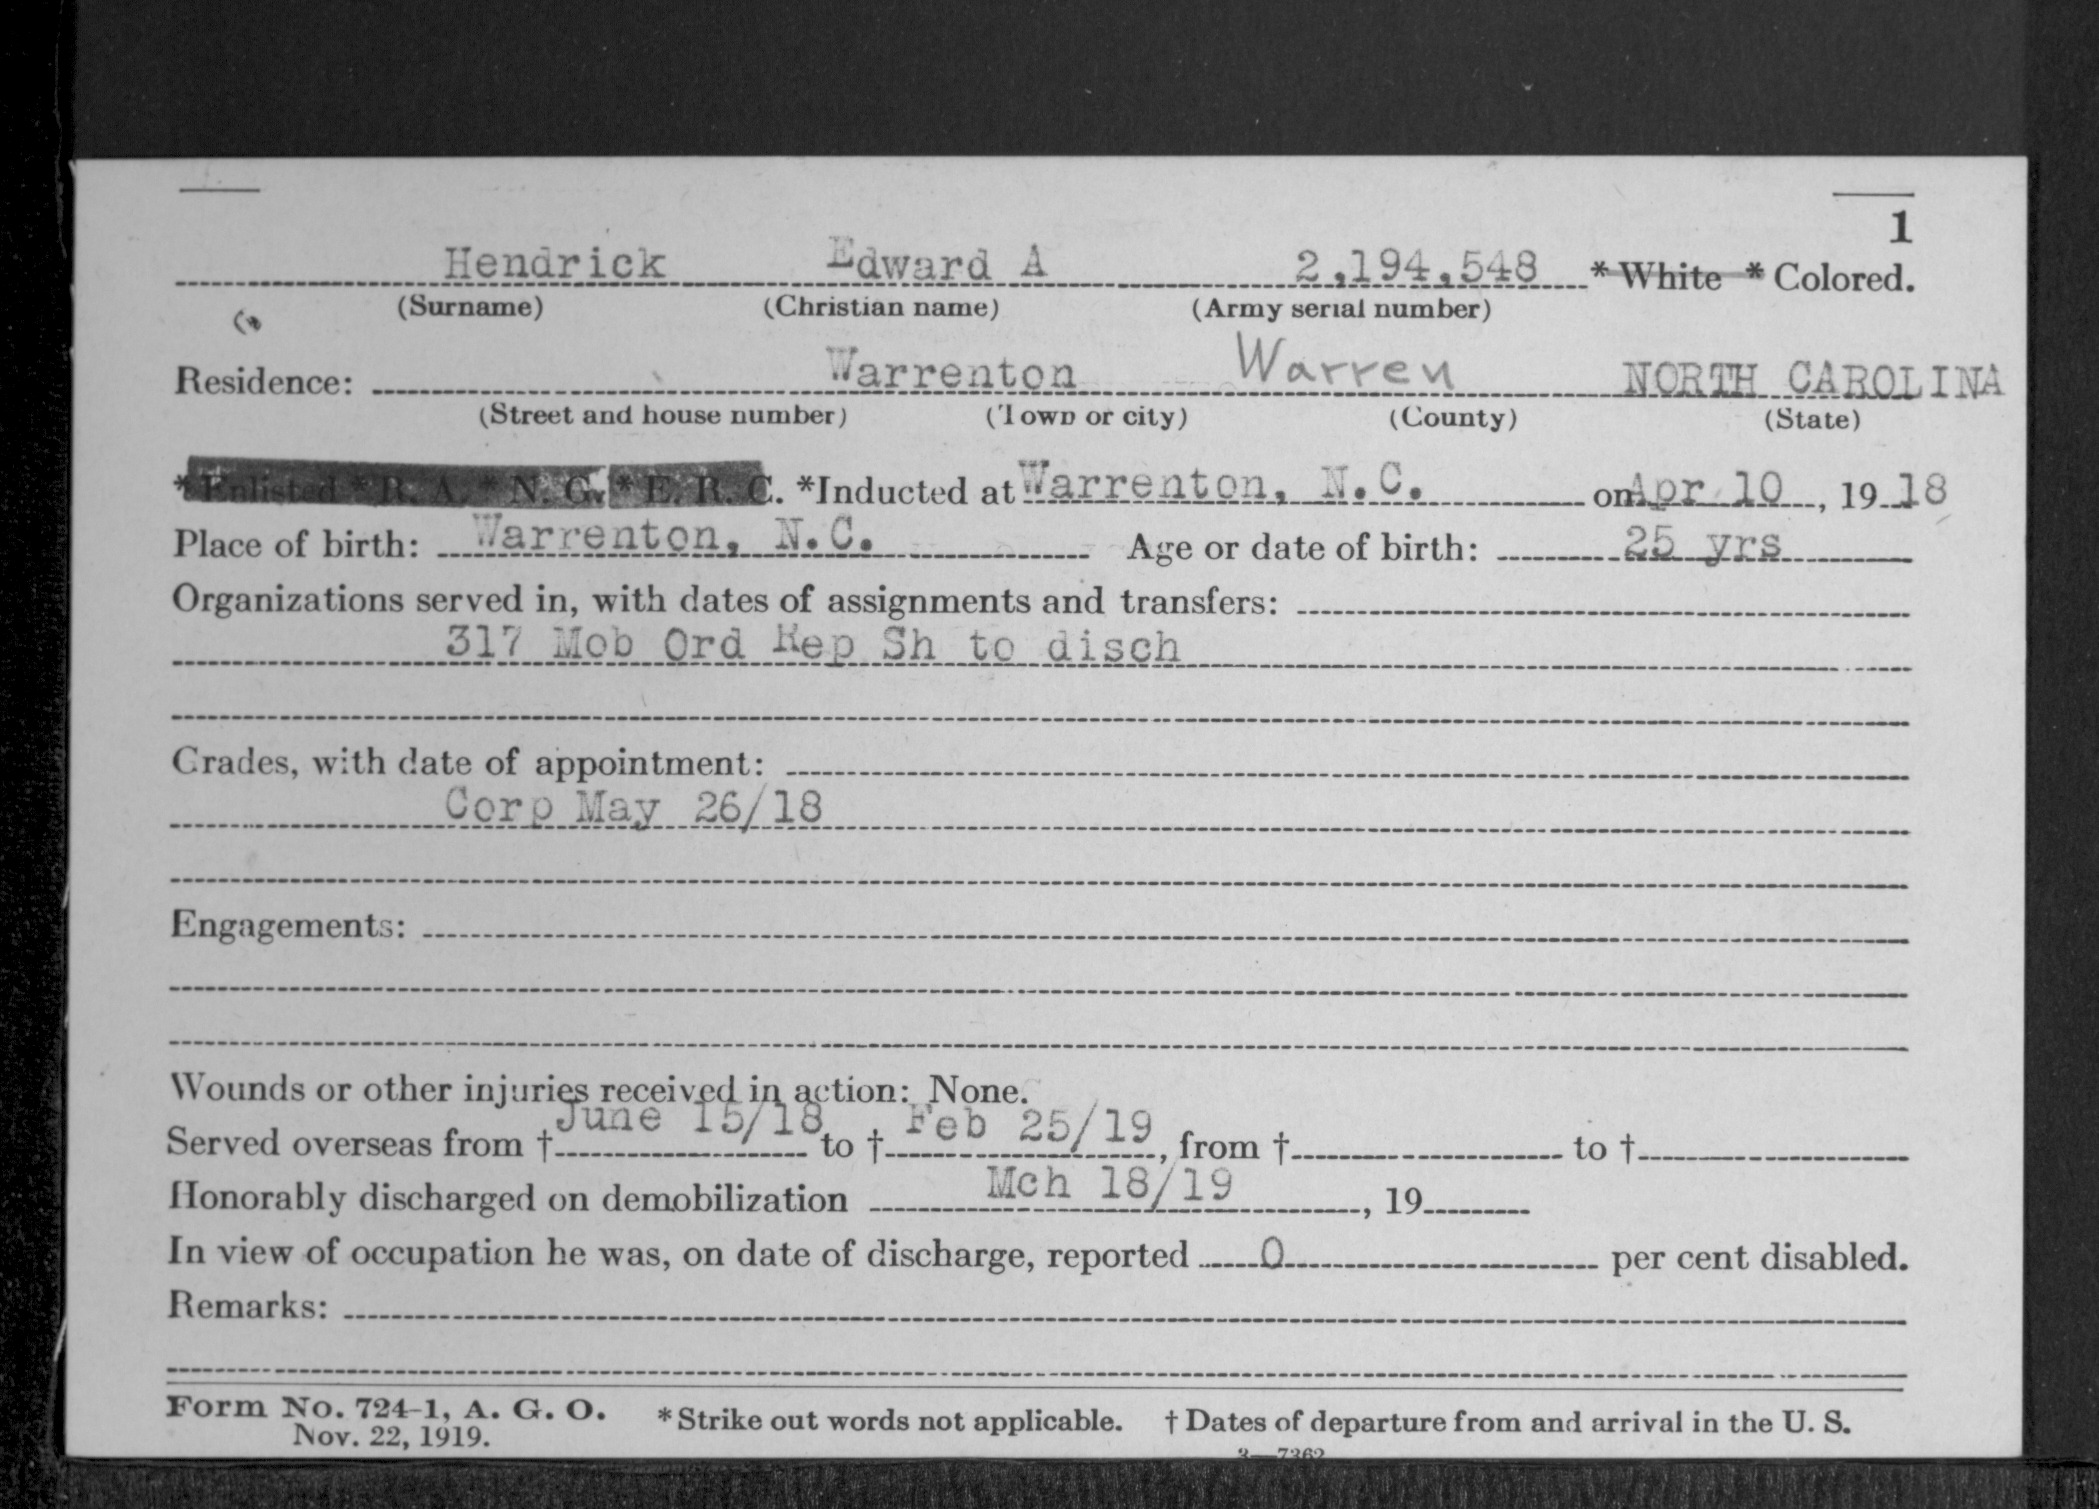 1
Hendrick Edward A 2,194,548 * White * Colored.
(Surname) (Christian name) (Army serial number)
Residence: Warrenton Warren NORTH CAROLINA
(Street and house number) (Town or city) (County) (State)
* Enlisted * R. A. * N. G. * E. R. C. *Inducted at Warrenton, N.C. on Apr 10, 1918
Place of birth: Warrenton, N.C. Age or date of birth: 25 yrs
Organizations served in, with dates of assignments and transfers:
317 Mob Ord Rep Sh to disch
Grades, with date of appointment:
Corp May 26/18
Engagements:
Wounds or other injuries received in action: None.
Served overseas from † June 15/18 to † Feb 25/19, from † to †
Honorably discharged on demobilization Mch 18/19, 19
In view of occupation he was, on date of discharge, reported 0 per cent disabled.
Remarks:
Form No. 724-1, A. G. O. * Strike out words not applicable. † Dates of departure from and arrival in the U. S.
Nov. 22, 1919.
3—7362